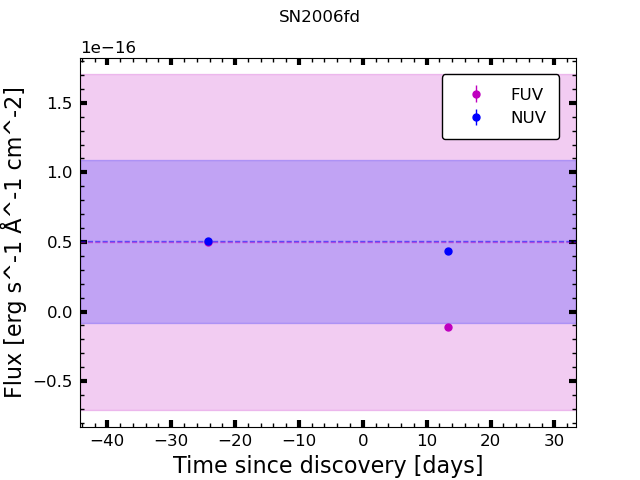 SN2006fd
1e−16
FUV
NUV
1.5
1.0
0.5
0.0
−0.5
Flux [erg s^-1 Å^-1 cm^-2]
−40 −30 −20 −10 0 10 20 30
Time since discovery [days]